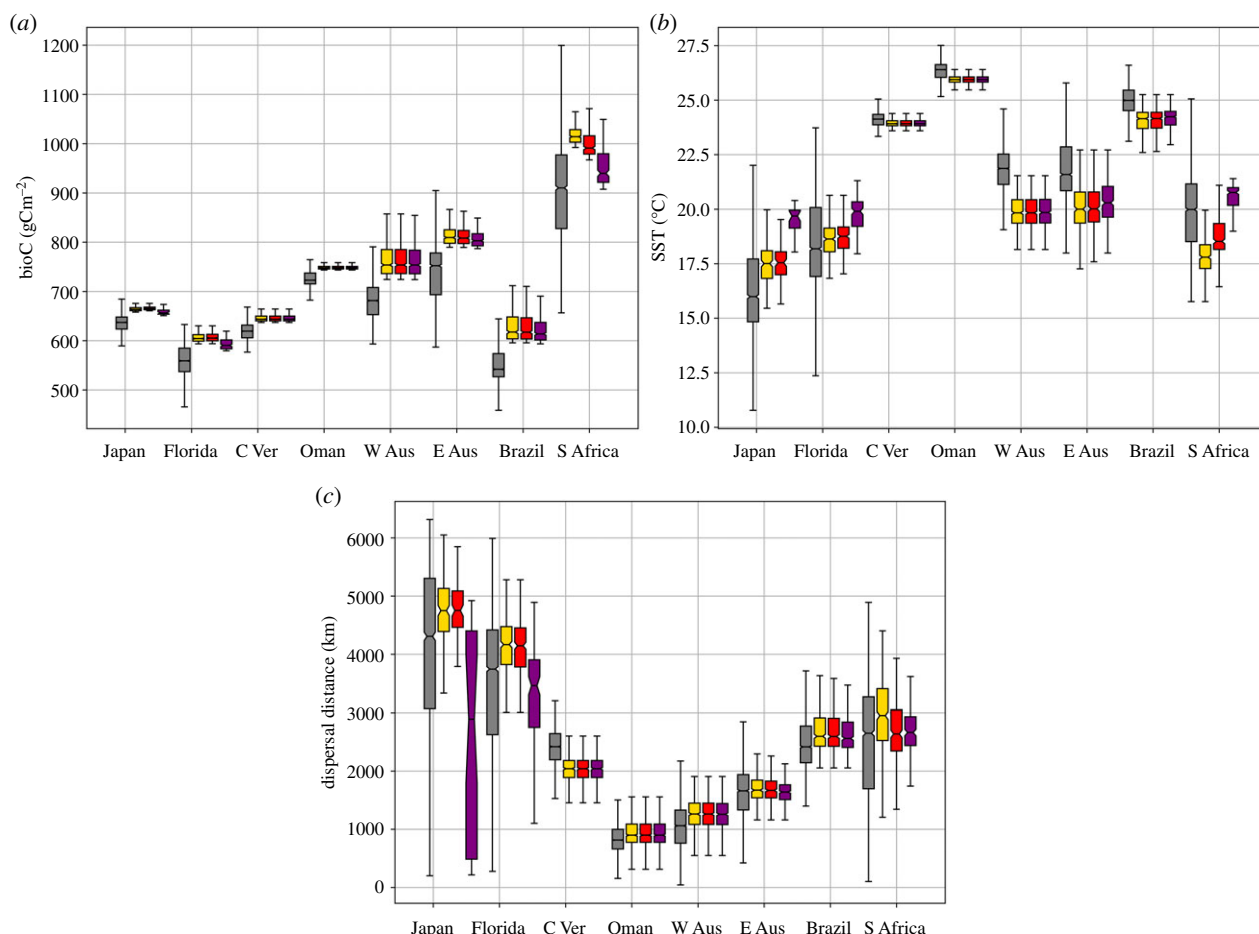 (a)
bioC (gCm⁻²)
1200
1100
1000
900
800
700
600
500
Japan Florida C Ver Oman W Aus E Aus Brazil S Africa
(b)
SST (°C)
27.5
25.0
22.5
20.0
17.5
15.0
12.5
10.0
Japan Florida C Ver Oman W Aus E Aus Brazil S Africa
(c)
dispersal distance (km)
6000
5000
4000
3000
2000
1000
0
Japan Florida C Ver Oman W Aus E Aus Brazil S Africa